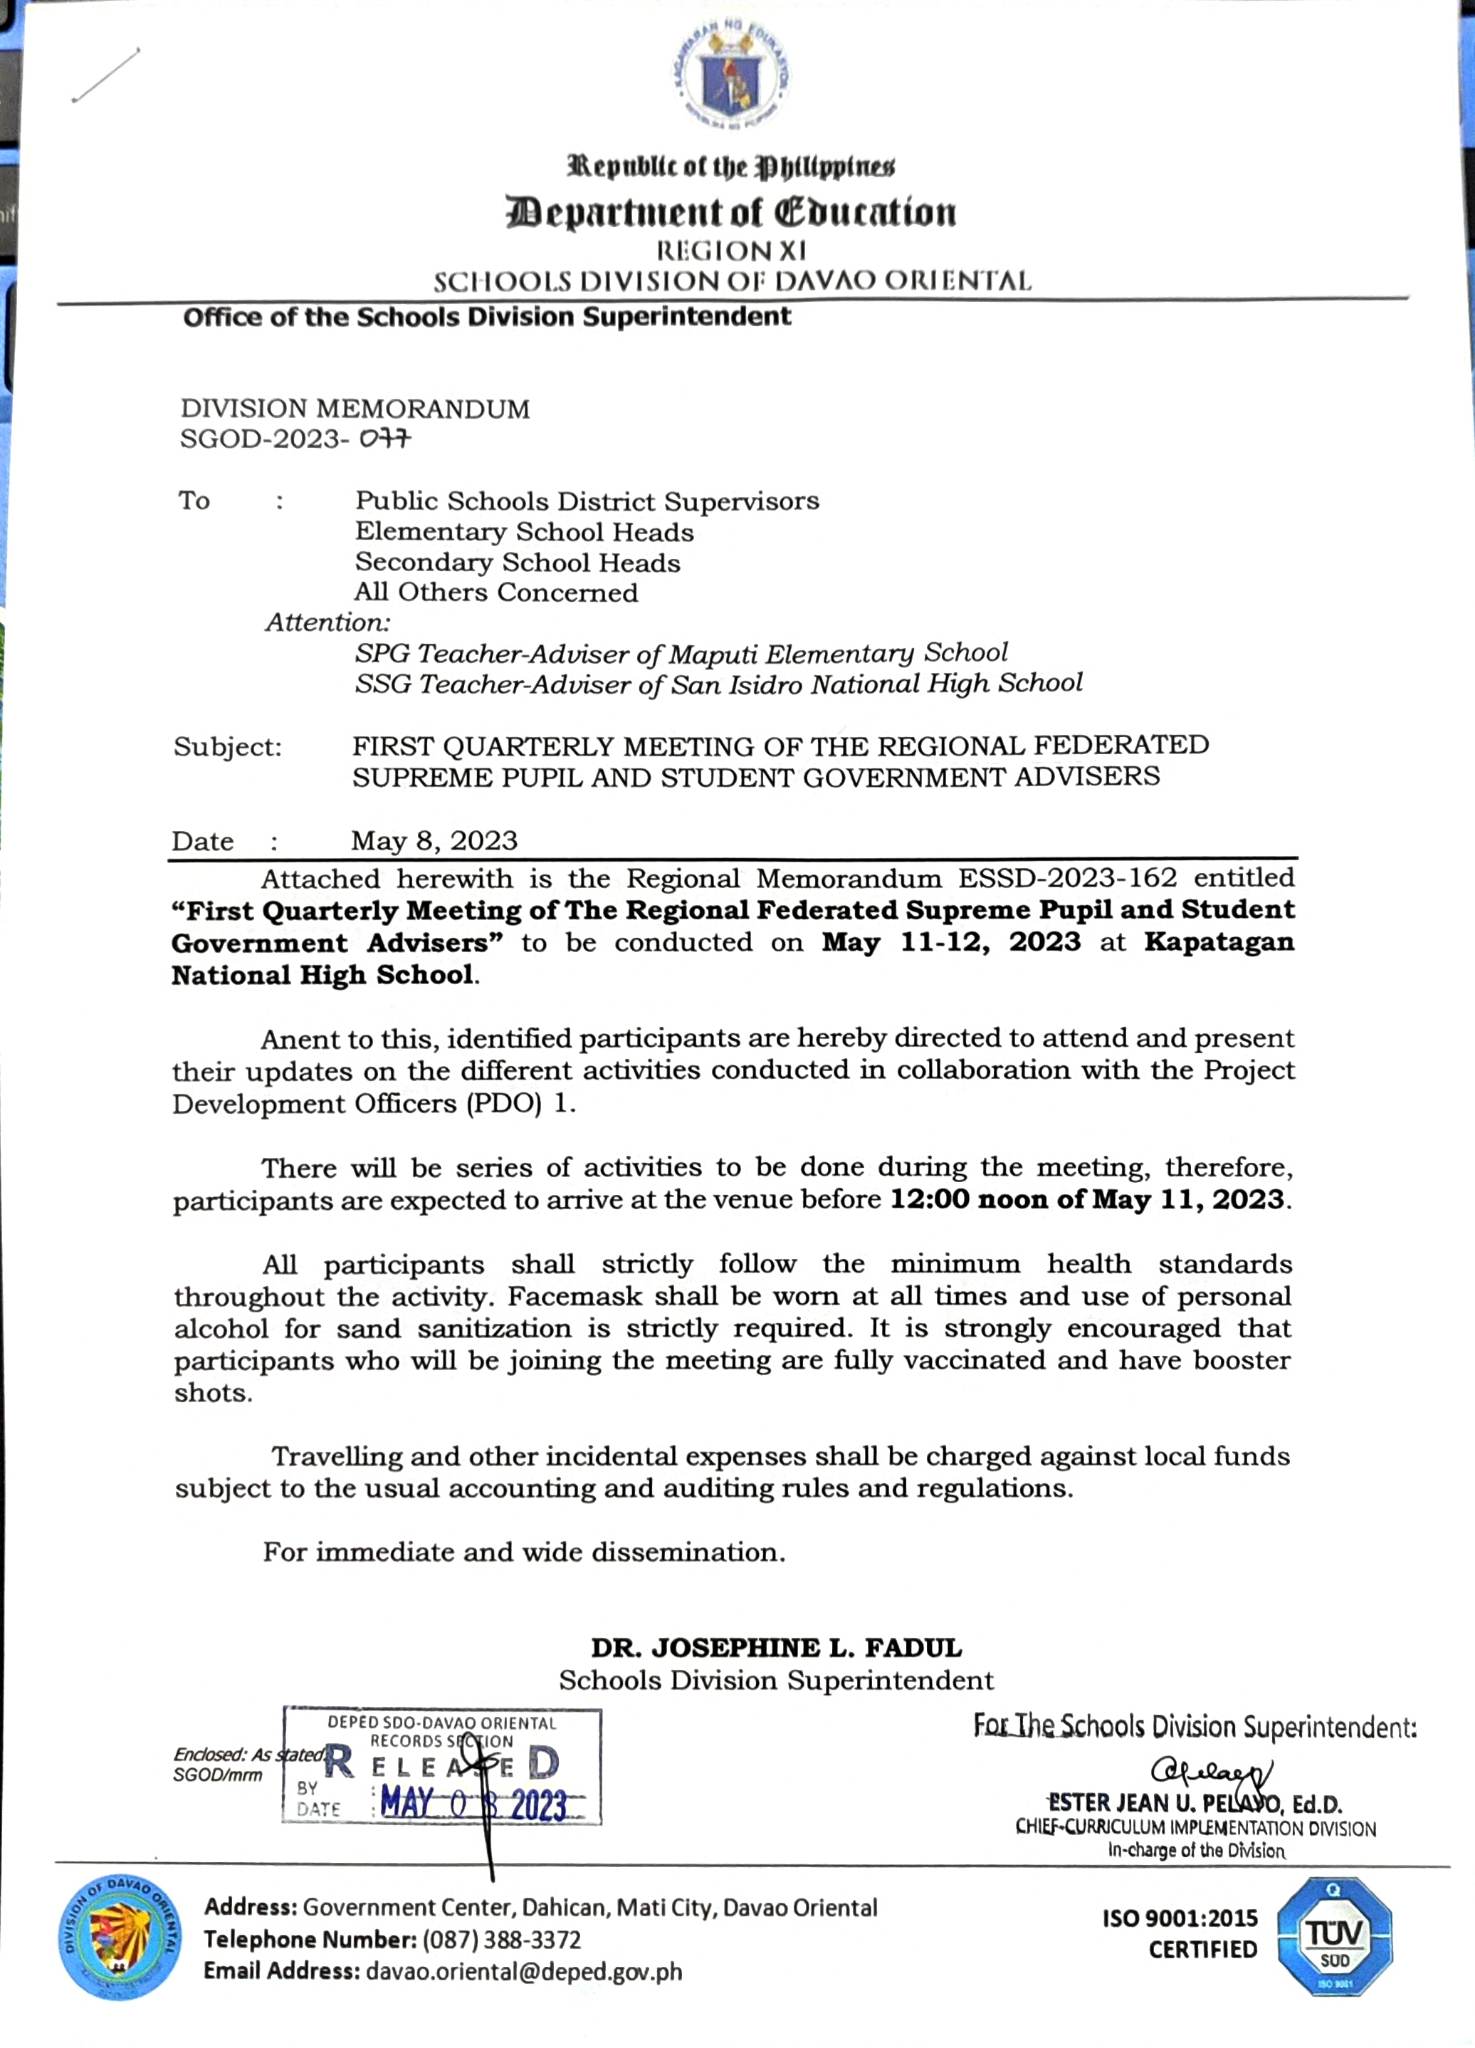 KAGAWARAN NG EDUKASYON
REPUBLIKA NG PILIPINAS
Republic of the Philippines
Department of Education
REGION XI
SCHOOLS DIVISION OF DAVAO ORIENTAL
Office of the Schools Division Superintendent
DIVISION MEMORANDUM
SGOD-2023- 077
To : Public Schools District Supervisors
Elementary School Heads
Secondary School Heads
All Others Concerned
Attention:
SPG Teacher-Adviser of Maputi Elementary School
SSG Teacher-Adviser of San Isidro National High School
Subject: FIRST QUARTERLY MEETING OF THE REGIONAL FEDERATED
SUPREME PUPIL AND STUDENT GOVERNMENT ADVISERS
Date : May 8, 2023
Attached herewith is the Regional Memorandum ESSD-2023-162 entitled
“First Quarterly Meeting of The Regional Federated Supreme Pupil and Student
Government Advisers” to be conducted on May 11-12, 2023 at Kapatagan
National High School.
Anent to this, identified participants are hereby directed to attend and present
their updates on the different activities conducted in collaboration with the Project
Development Officers (PDO) 1.
There will be series of activities to be done during the meeting, therefore,
participants are expected to arrive at the venue before 12:00 noon of May 11, 2023.
All participants shall strictly follow the minimum health standards
throughout the activity. Facemask shall be worn at all times and use of personal
alcohol for sand sanitization is strictly required. It is strongly encouraged that
participants who will be joining the meeting are fully vaccinated and have booster
shots.
Travelling and other incidental expenses shall be charged against local funds
subject to the usual accounting and auditing rules and regulations.
For immediate and wide dissemination.
DR. JOSEPHINE L. FADUL
Schools Division Superintendent
Enclosed: As stated
SGOD/mrm
DEPED SDO-DAVAO ORIENTAL
RECORDS SECTION
RELEASED
BY :
DATE : MAY 08 2023
For The Schools Division Superintendent:
ESTER JEAN U. PELAYO, Ed.D.
CHIEF-CURRICULUM IMPLEMENTATION DIVISION
In-charge of the Division
DIVISION OF DAVAO ORIENTAL
Address: Government Center, Dahican, Mati City, Davao Oriental
Telephone Number: (087) 388-3372
Email Address: davao.oriental@deped.gov.ph
ISO 9001:2015
CERTIFIED
Q
TÜV
SÜD
ISO 9001